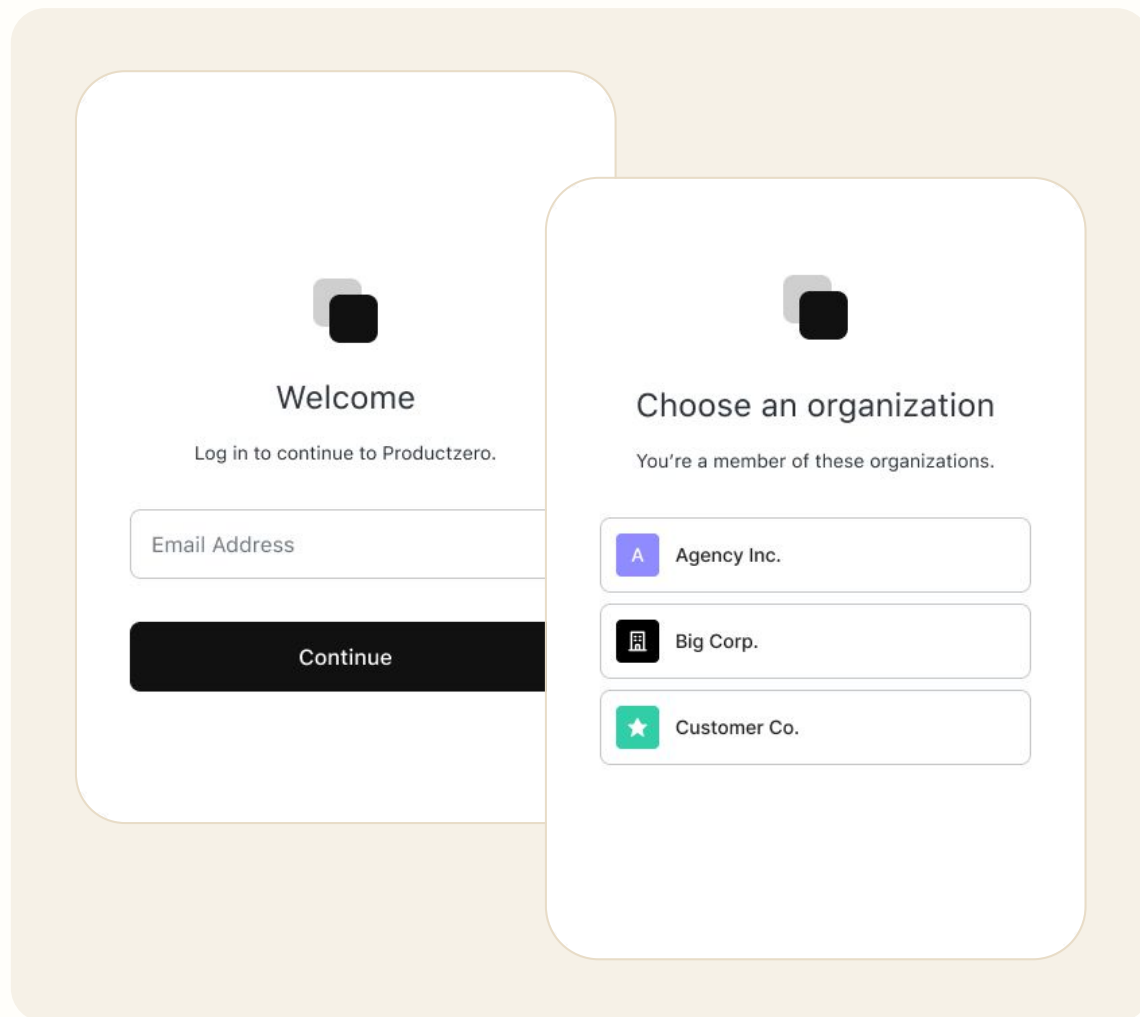 Welcome
Log in to continue to Productzero.
Email Address
Continue
Choose an organization
You’re a member of these organizations.
A
Agency Inc.
Big Corp.
Customer Co.